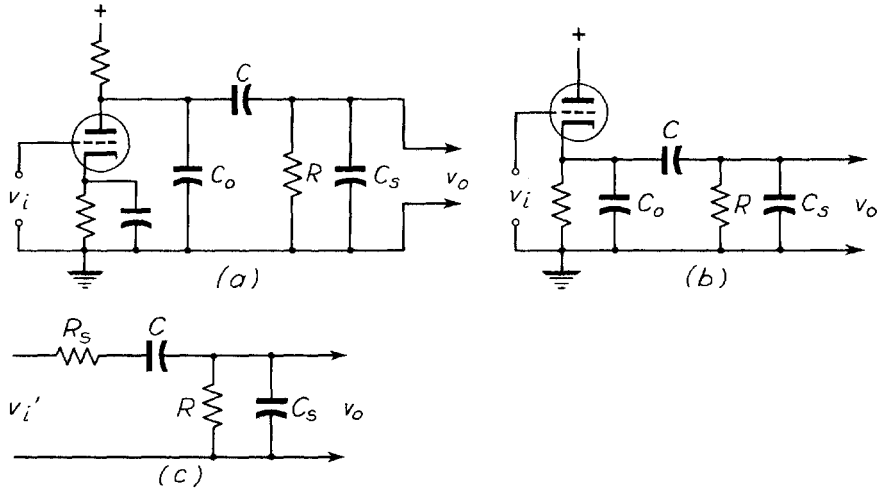 +
C
v_i
C_o
R
C_s
v_o
(a)
+
C
v_i
C_o
R
C_s
v_o
(b)
R_s
C
v_i'
R
C_s
v_o
(c)